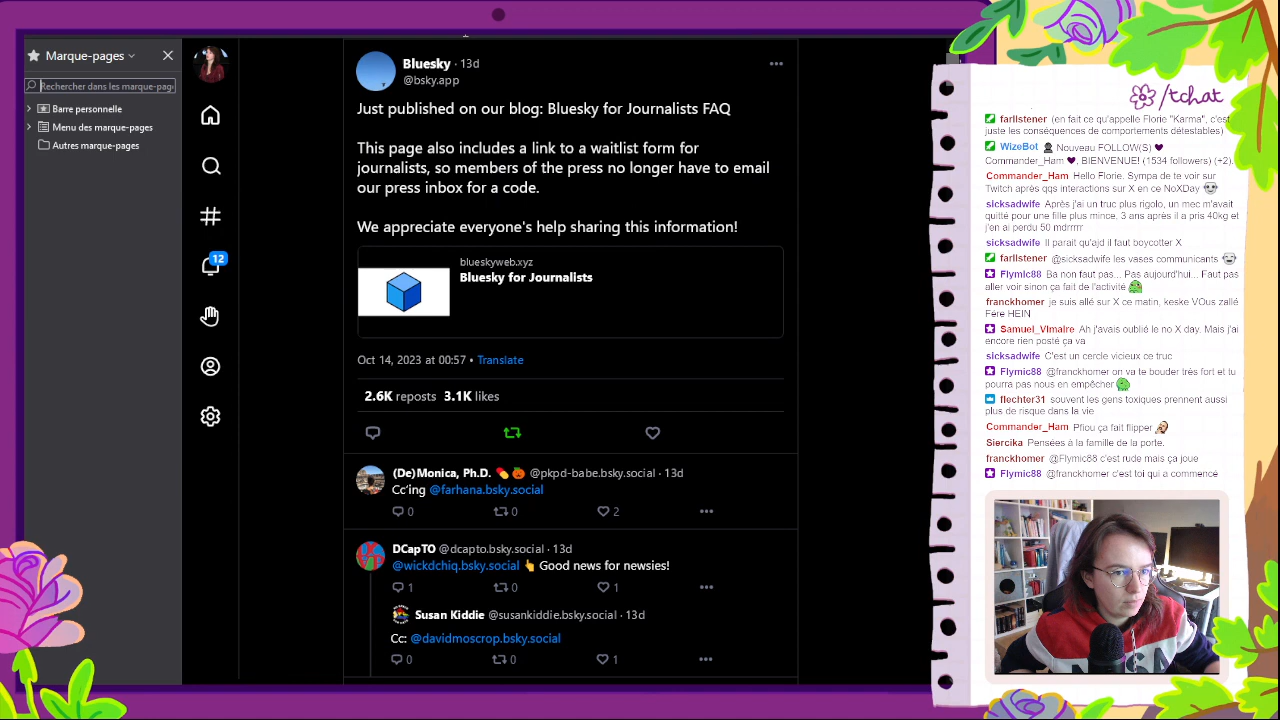 Marque-pages
Rechercher dans les marque-pag
Barre personnelle
Menu des marque-pages
Autres marque-pages
12
Bluesky · 13d
@bsky.app
Just published on our blog: Bluesky for Journalists FAQ
This page also includes a link to a waitlist form for
journalists, so members of the press no longer have to email
our press inbox for a code.
We appreciate everyone's help sharing this information!
blueskyweb.xyz
Bluesky for Journalists
Oct 14, 2023 at 00:57 • Translate
2.6K reposts 3.1K likes
(De)Monica, Ph.D. 💊🎃 @pkpd-babe.bsky.social · 13d
Cc'ing @farhana.bsky.social
0 0 2
DCapTO @dcapto.bsky.social · 13d
@wickdchiq.bsky.social 👆 Good news for newsies!
1 0 1
Susan Kiddie @susankiddie.bsky.social · 13d
Cc: @davidmoscrop.bsky.social
0 0 1
/tchat
farllstener (en fait ce qu'appelle Florie "Karma", c'est
juste les conséquences de comportements détestables)
WizeBot Nouveau FOLLOW(S)
Commander_Ham, BIENVENUE! (1534 followers) (+2)
Commander_Ham Hello Florie. Sympa de te voir sur
Twitch après qqs interactions sur X en ce NoXDay
sicksadwife Après j'ai un truc plus rigolo, un mec m'avait
quitté pour une fille plus mince. 3 ans après il a pris 40kg et
j'en ai perdu 50 mdrrrrr
sicksadwife Il parait qu'ajd il faut boycotter X
farllstener @sicksadwife les vases communicants
Flymic88 Ba non faut pas... Pas aujourd'hui... Faut pas
aller voir sinon ça fait de l'activité
franckhomer je suis allé sur X ce matin, keske VOus zallé
Fére HEIN
Samuel_Vimaire Ah j'avais oublié le no X day. Mais j'ai
encore rien posté ça va
sicksadwife C'est un cercle vicieux ce truc
Flymic88 @franckhomer on va te bouder trés fort et tu
pourra pas nous en empêcher
flechter31 souvent les gens toxiques prennent aussi
plus de risque dans la vie
Commander_Ham Pfiou ça fait flipper
Siercika Pensées à la famille de la porte.
franckhomer @Flymic88 c'est rude mais ça joue
Flymic88 @franckhomer c'est toi qui a commencé